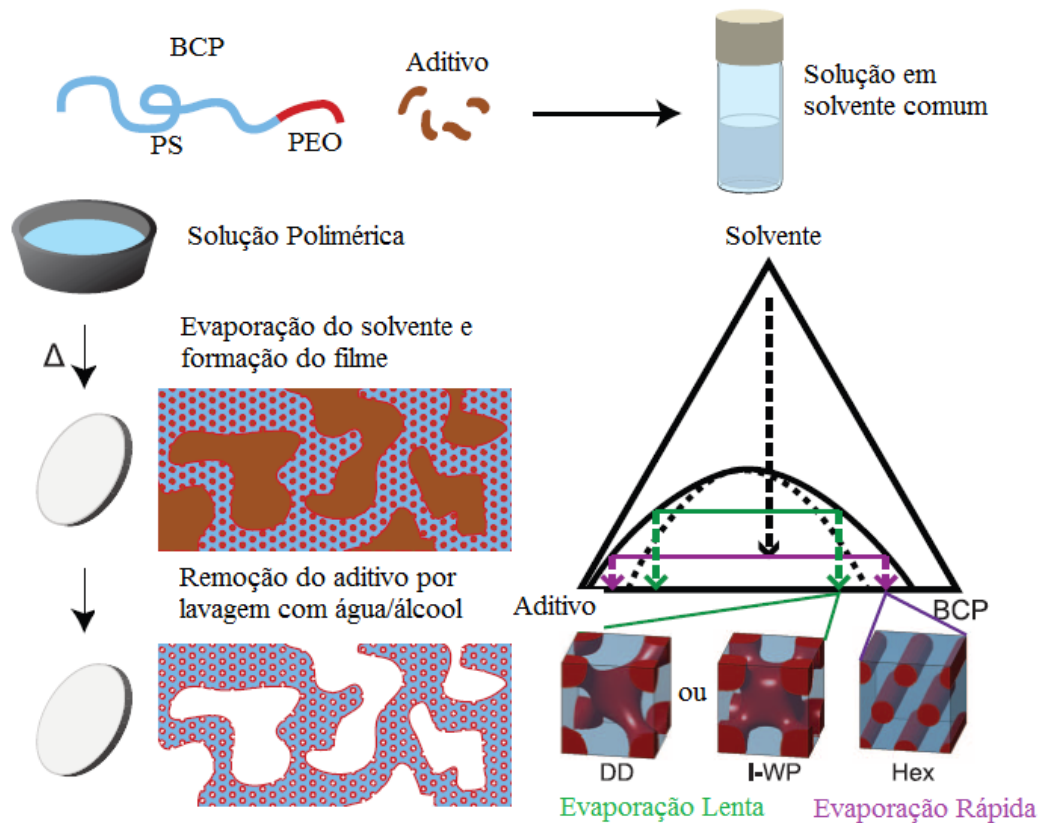 BCP
Aditivo
PS
PEO
Solução em
solvente comum
Solução Polimérica
Solvente
Evaporação do solvente e
formação do filme
Δ
Remoção do aditivo por
lavagem com água/álcool
Aditivo
BCP
ou
DD
I-WP
Hex
Evaporação Lenta
Evaporação Rápida